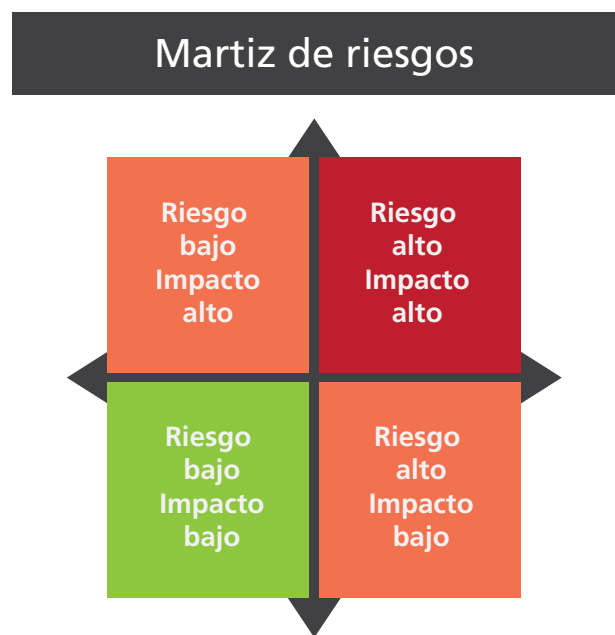 Martiz de riesgos
Riesgo
bajo
Impacto
alto
Riesgo
alto
Impacto
alto
Riesgo
bajo
Impacto
bajo
Riesgo
alto
Impacto
bajo